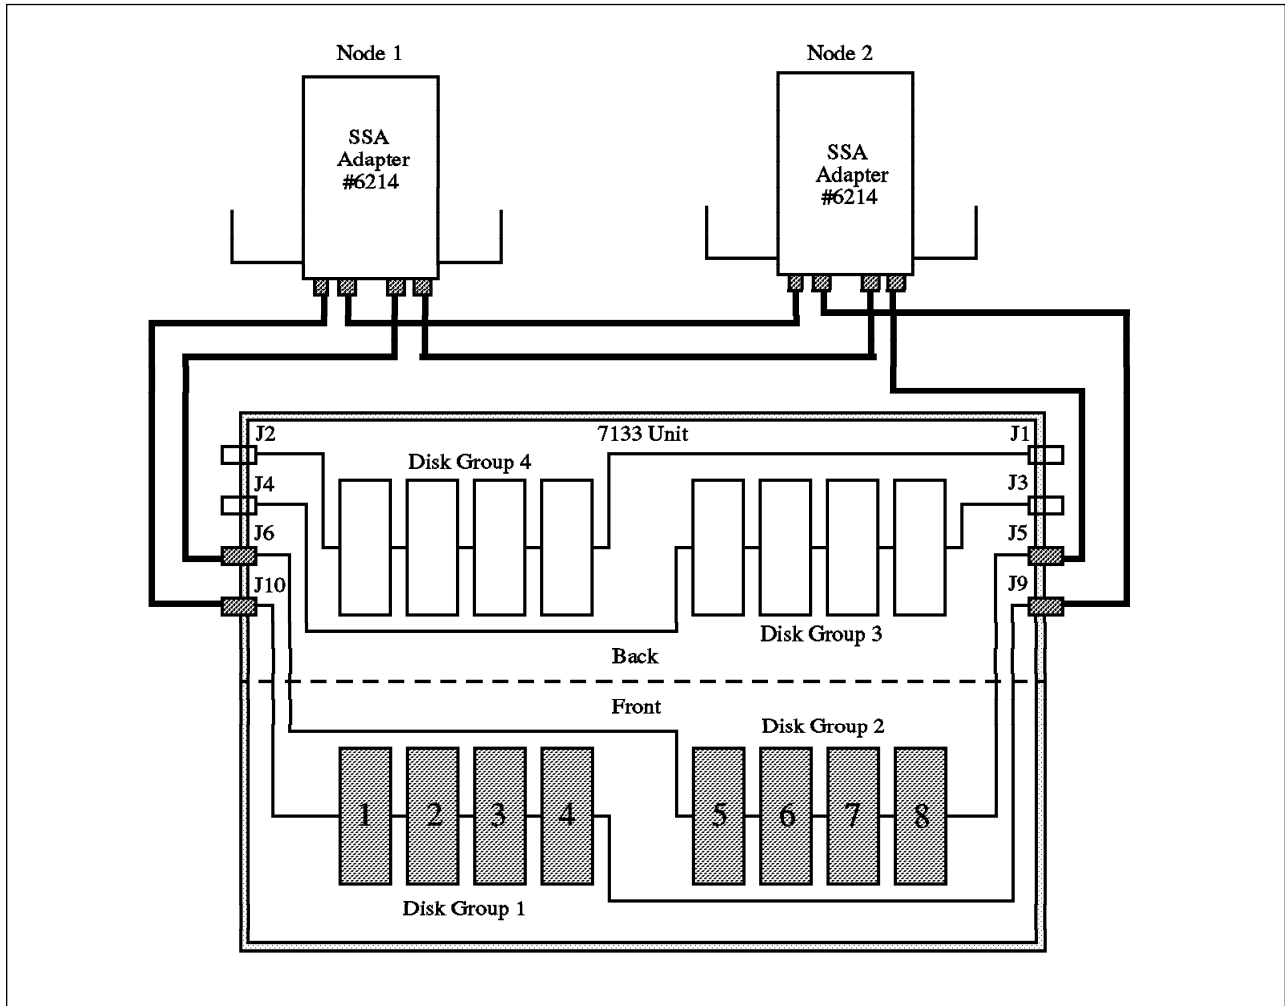 Node 1
Node 2
SSA
Adapter
#6214
SSA
Adapter
#6214
J2
7133 Unit
J1
Disk Group 4
J4
J3
J6
J5
J10
J9
Disk Group 3
Back
Front
Disk Group 2
1
2
3
4
5
6
7
8
Disk Group 1